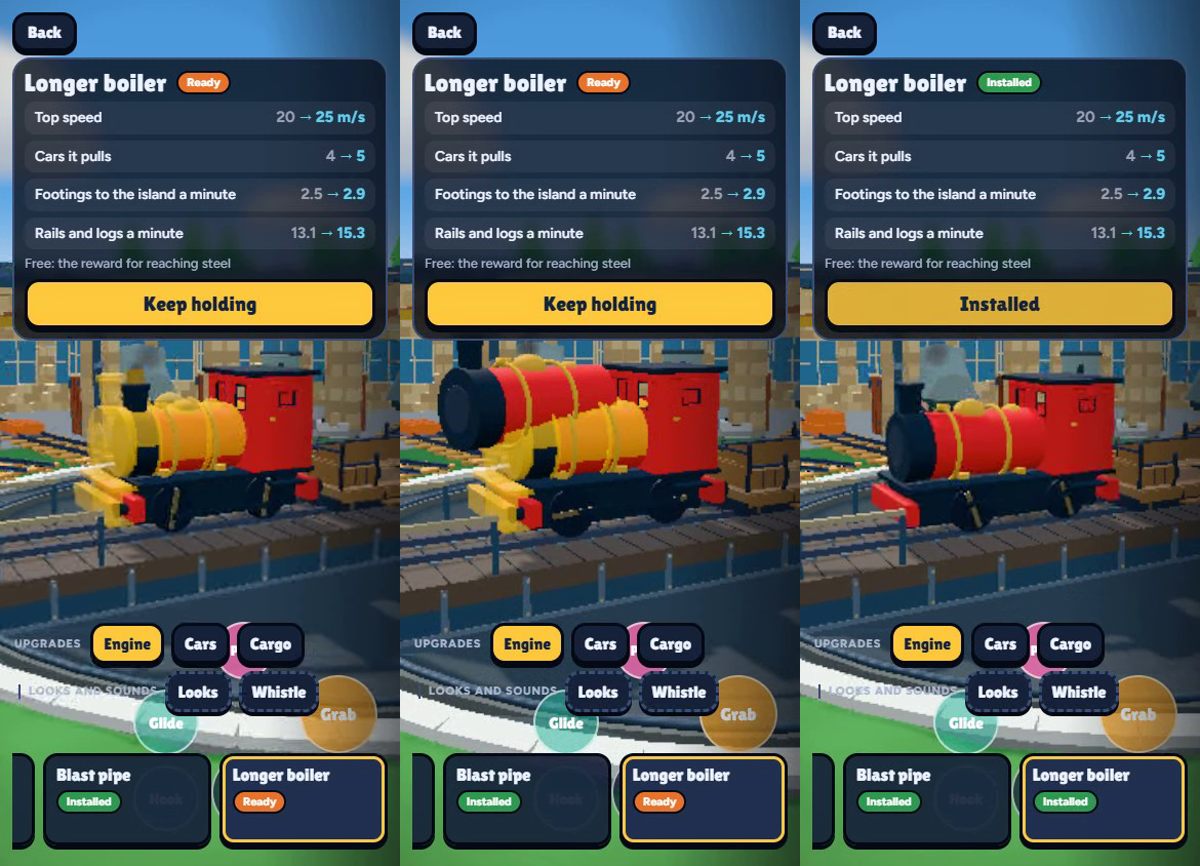 Back
Longer boiler Ready
Top speed 20 → 25 m/s
Cars it pulls 4 → 5
Footings to the island a minute 2.5 → 2.9
Rails and logs a minute 13.1 → 15.3
Free: the reward for reaching steel
Keep holding
UPGRADES Engine Cars Cargo
LOOKS AND SOUNDS Looks Whistle
Glide Grab
Blast pipe Longer boiler
Installed Ready
Hook
Back
Longer boiler Ready
Top speed 20 → 25 m/s
Cars it pulls 4 → 5
Footings to the island a minute 2.5 → 2.9
Rails and logs a minute 13.1 → 15.3
Free: the reward for reaching steel
Keep holding
UPGRADES Engine Cars Cargo
LOOKS AND SOUNDS Looks Whistle
Glide Grab
Blast pipe Longer boiler
Installed Ready
Hook
Back
Longer boiler Installed
Top speed 20 → 25 m/s
Cars it pulls 4 → 5
Footings to the island a minute 2.5 → 2.9
Rails and logs a minute 13.1 → 15.3
Free: the reward for reaching steel
Installed
UPGRADES Engine Cars Cargo
LOOKS AND SOUNDS Looks Whistle
Glide Grab
Blast pipe Longer boiler
Installed Installed
Hook